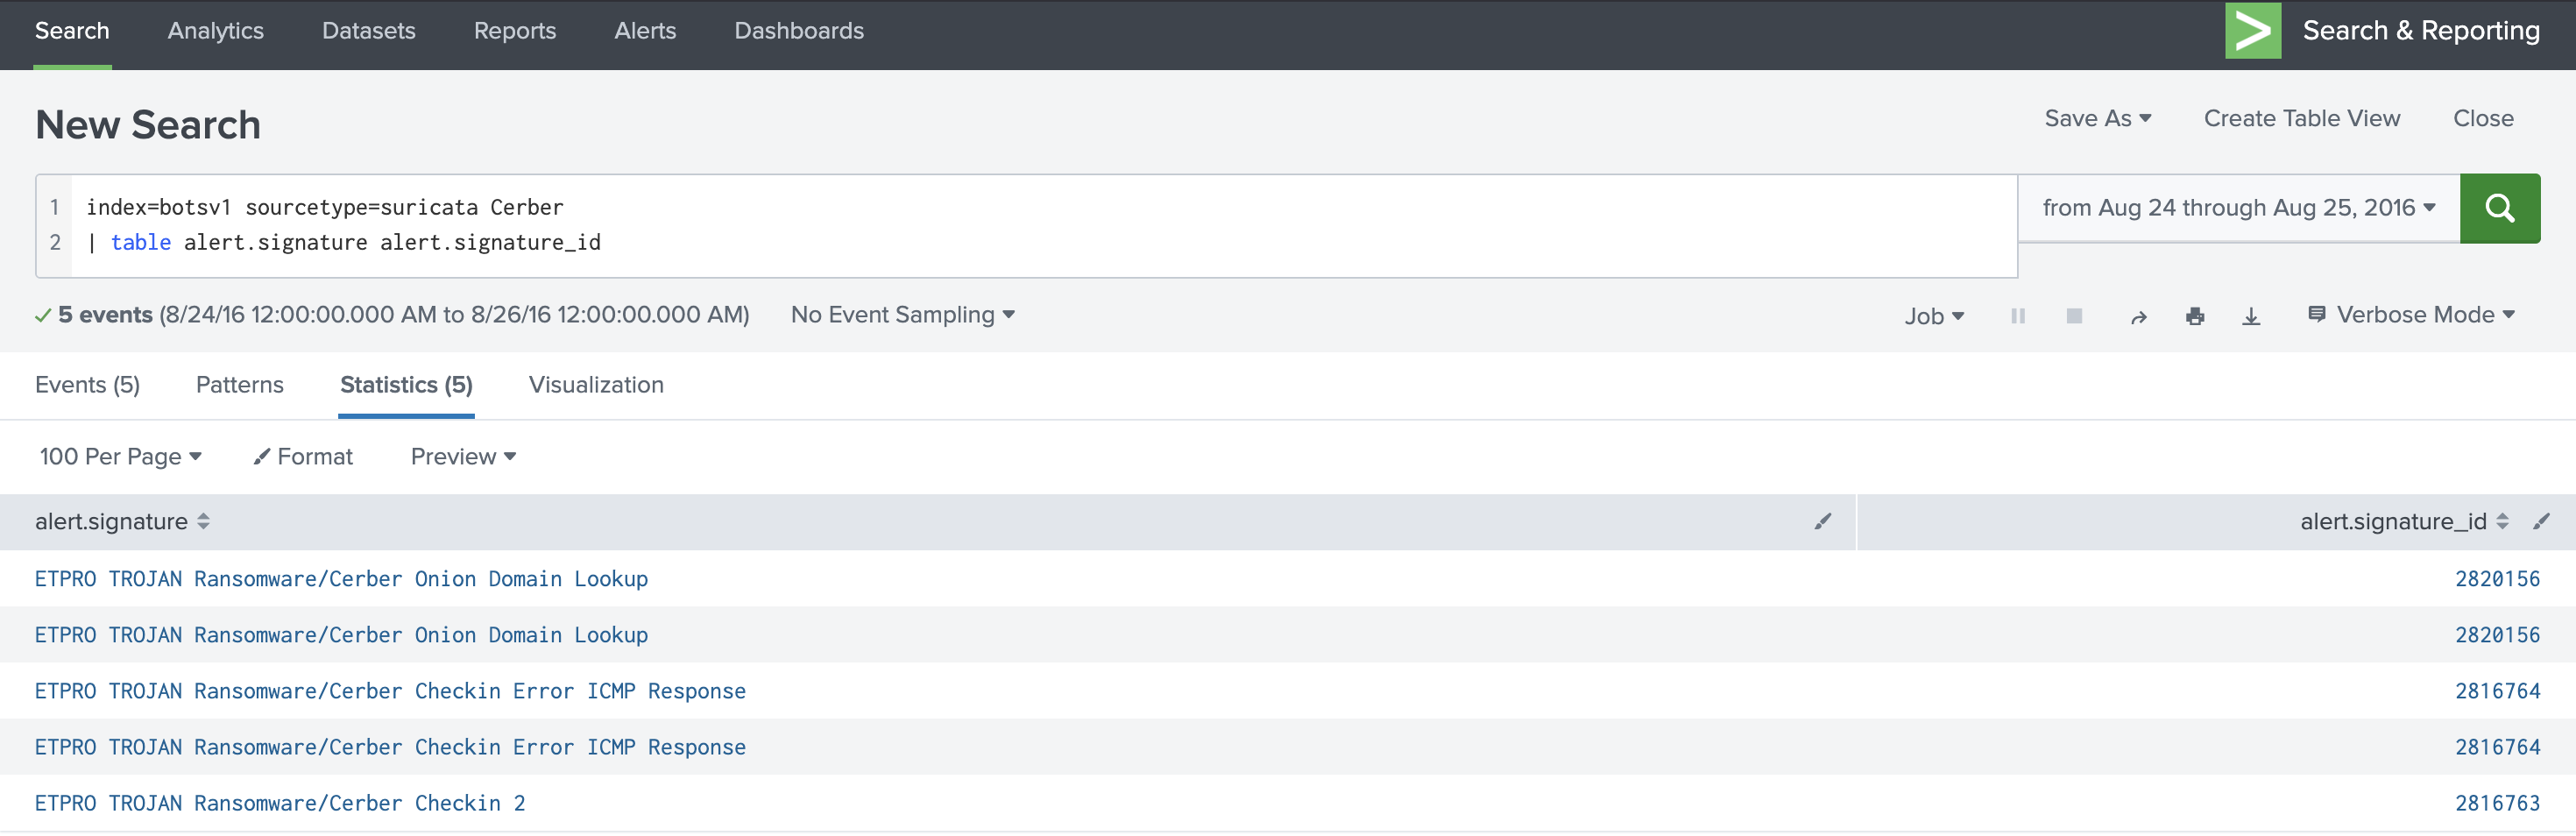 Search Analytics Datasets Reports Alerts Dashboards Search & Reporting
New Search Save As Create Table View Close
1 index=botsv1 sourcetype=suricata Cerber from Aug 24 through Aug 25, 2016
2 | table alert.signature alert.signature_id
5 events (8/24/16 12:00:00.000 AM to 8/26/16 12:00:00.000 AM) No Event Sampling Job Verbose Mode
Events (5) Patterns Statistics (5) Visualization
100 Per Page Format Preview
alert.signature alert.signature_id
ETPRO TROJAN Ransomware/Cerber Onion Domain Lookup 2820156
ETPRO TROJAN Ransomware/Cerber Onion Domain Lookup 2820156
ETPRO TROJAN Ransomware/Cerber Checkin Error ICMP Response 2816764
ETPRO TROJAN Ransomware/Cerber Checkin Error ICMP Response 2816764
ETPRO TROJAN Ransomware/Cerber Checkin 2 2816763